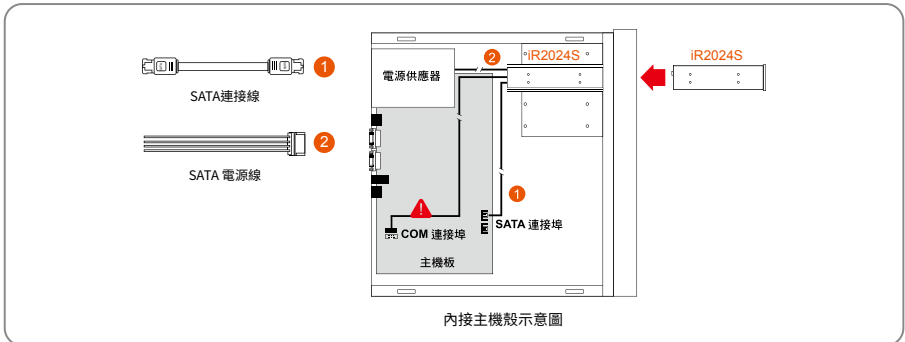 1
SATA連接線
2
SATA 電源線
電源供應器
2
iR2024S
iR2024S
1
!
COM 連接埠
SATA 連接埠
主機板
內接主機殼示意圖